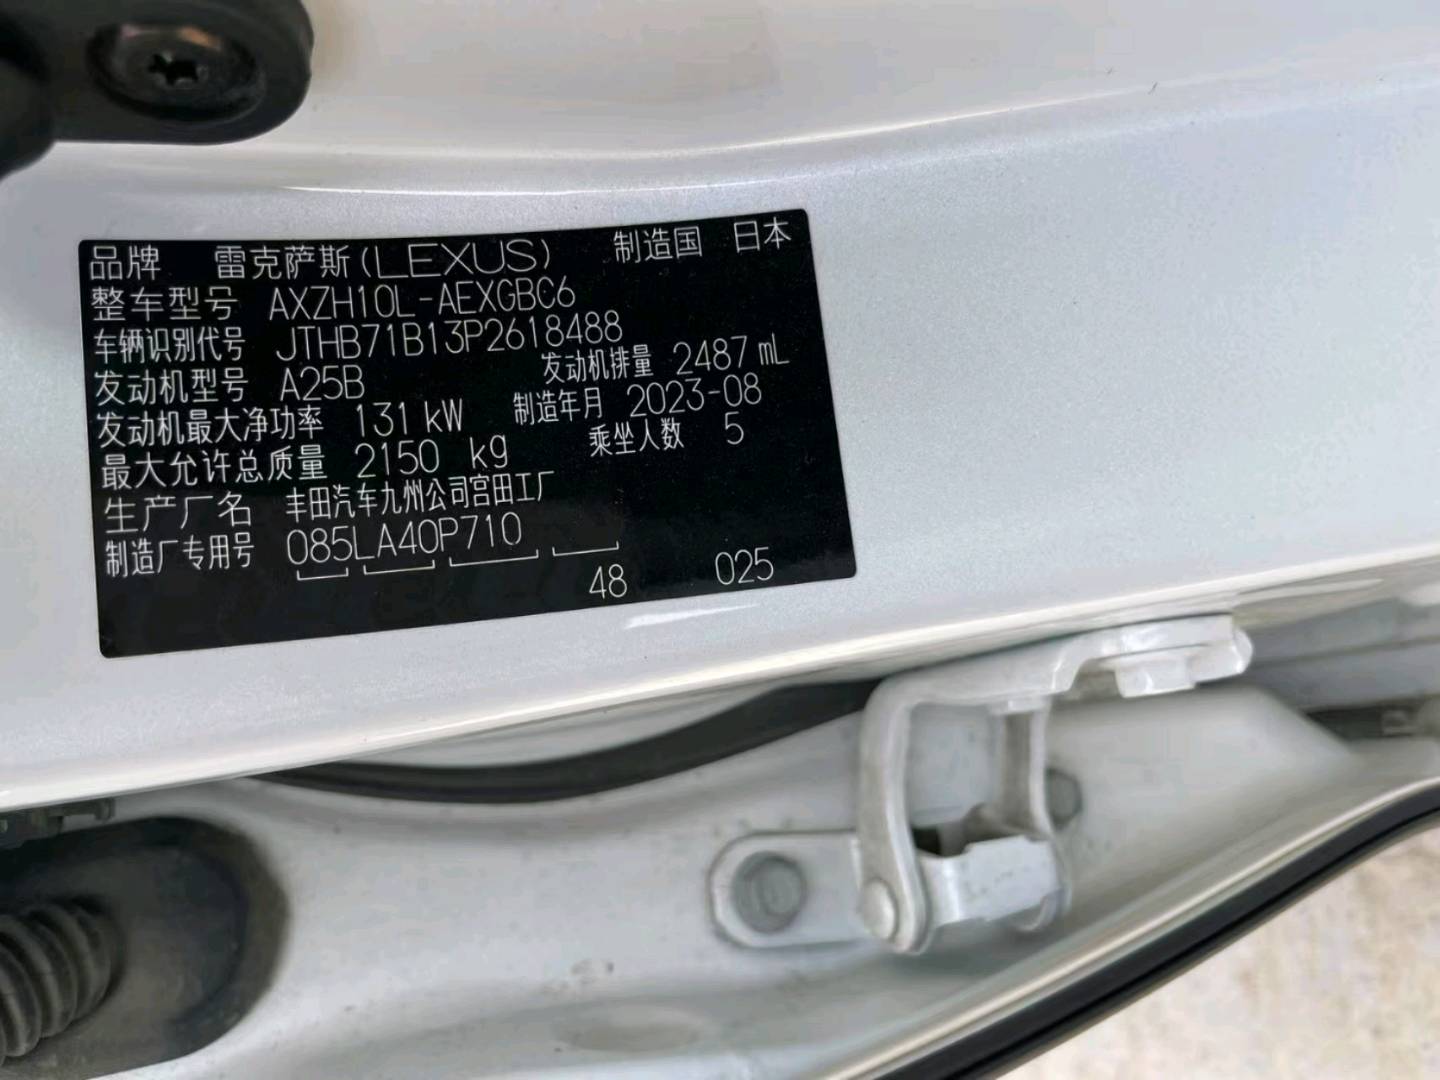 品牌 雷克萨斯(LEXUS) 制造国 日本
整车型号 AXZH10L-AEXGBC6
车辆识别代号 JTHB71B13P2618488
发动机型号 A25B 发动机排量 2487 mL
发动机最大净功率 131 kW 制造年月 2023-08
最大允许总质量 2150 kg 乘坐人数 5
生产厂名 丰田汽车九州公司宫田工厂
制造厂专用号 085LA40P710
48 025